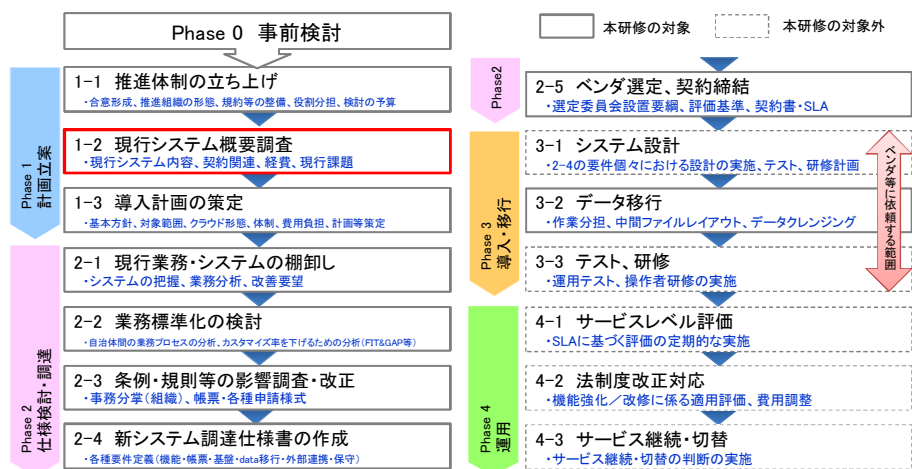 Phase 0 事前検討
本研修の対象
本研修の対象外
Phase 1
計画立案
1-1 推進体制の立ち上げ
・合意形成、推進組織の形態、規約等の整備、役割分担、検討の予算
1-2 現行システム概要調査
・現行システム内容、契約関連、経費、現行課題
1-3 導入計画の策定
・基本方針、対象範囲、クラウド形態、体制、費用負担、計画等策定
Phase 2
仕様検討・調達
2-1 現行業務・システムの棚卸し
・システムの把握、業務分析、改善要望
2-2 業務標準化の検討
・自治体間の業務プロセスの分析、カスタマイズ率を下げるための分析(FIT&GAP等)
2-3 条例・規則等の影響調査・改正
・事務分掌(組織)、帳票・各種申請様式
2-4 新システム調達仕様書の作成
・各種要件定義(機能・帳票・基盤・data移行・外部連携・保守)
Phase2
2-5 ベンダ選定、契約締結
・選定委員会設置要綱、評価基準、契約書・SLA
Phase 3
導入・移行
3-1 システム設計
・2-4の要件個々における設計の実施、テスト、研修計画
3-2 データ移行
・作業分担、中間ファイルレイアウト、データクレンジング
3-3 テスト、研修
・運用テスト、操作者研修の実施
ベンダ等に依頼する範囲
Phase 4
運用
4-1 サービスレベル評価
・SLAに基づく評価の定期的な実施
4-2 法制度改正対応
・機能強化/改修に係る適用評価、費用調整
4-3 サービス継続・切替
・サービス継続・切替の判断の実施